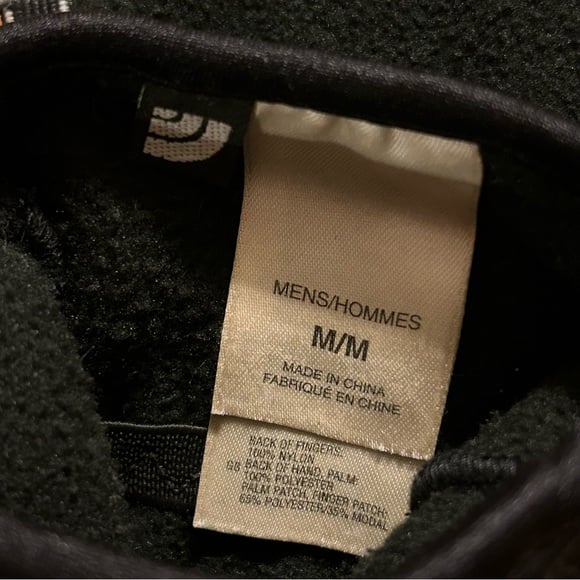 MENS/HOMMES
M/M
MADE IN CHINA
FABRIQUÉ EN CHINE
BACK OF FINGERS:
100% NYLON
GB BACK OF HAND, PALM:
100% POLYESTER
PALM PATCH, FINGER PATCH:
65% POLYESTER/35% MODAL